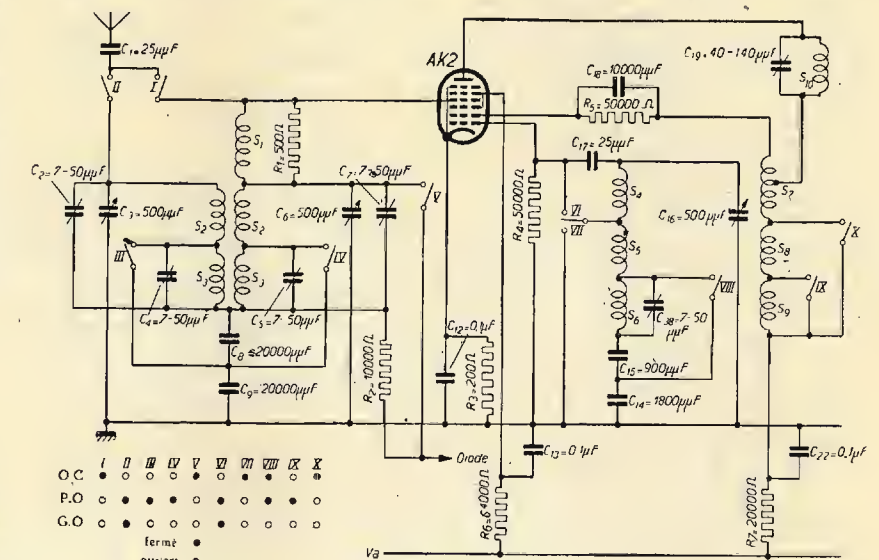 C1=25μμF
AK2
C19=40-140μμF
S10
C18=10000μμF
R5=50000Ω
II
I
S1
R1=500Ω
C17=25μμF
C2=7-50μμF
C7=7-50μμF
C3=500μμF
C6=500μμF
V
S2
S2
R4=50000Ω
VI
VII
S4
C16=500μμF
S7
S5
S8
X
III
S3
S3
IV
C4=7-50μμF
C5=7-50μμF
C12=0,1μF
VIII
IX
S6
C38=7-50
μμF
S9
C8=20000μμF
R2=10000Ω
R3=200Ω
C15=900μμF
C9=20000μμF
C14=1800μμF
I II III IV V VI VII VIII IX X
O.C
P.O
G.O
Diode
C13=0,1μF
C22=0,1μF
R6=64000Ω
R7=20000Ω
fermé
Va